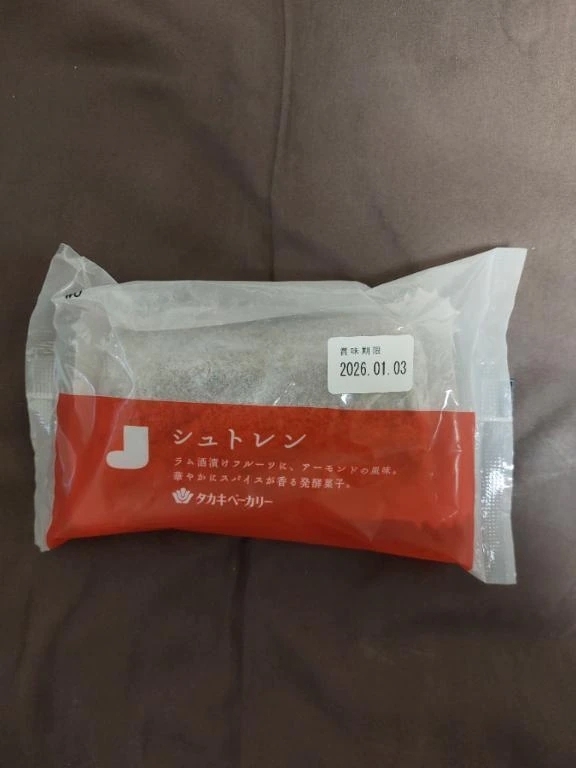 賞味期限
2026.01.03
シュトレン
ラム酒漬けフルーツに、アーモンドの風味。
華やかにスパイスが香る発酵菓子。
タカキベーカリー